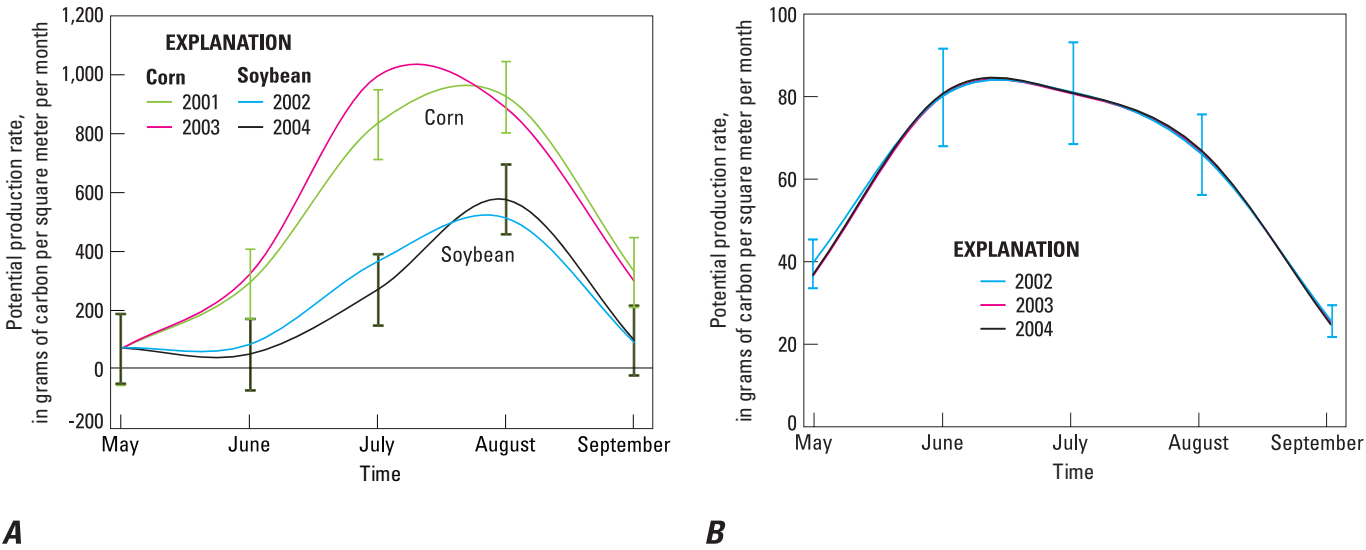 Potential production rate,
in grams of carbon per square meter per month
1,200
1,000
800
600
400
200
0
-200
EXPLANATION
Corn Soybean
2001 2002
2003 2004
Corn
Soybean
May June July August September
Time
A
Potential production rate,
in grams of carbon per square meter per month
100
80
60
40
20
0
EXPLANATION
2002
2003
2004
May June July August September
Time
B